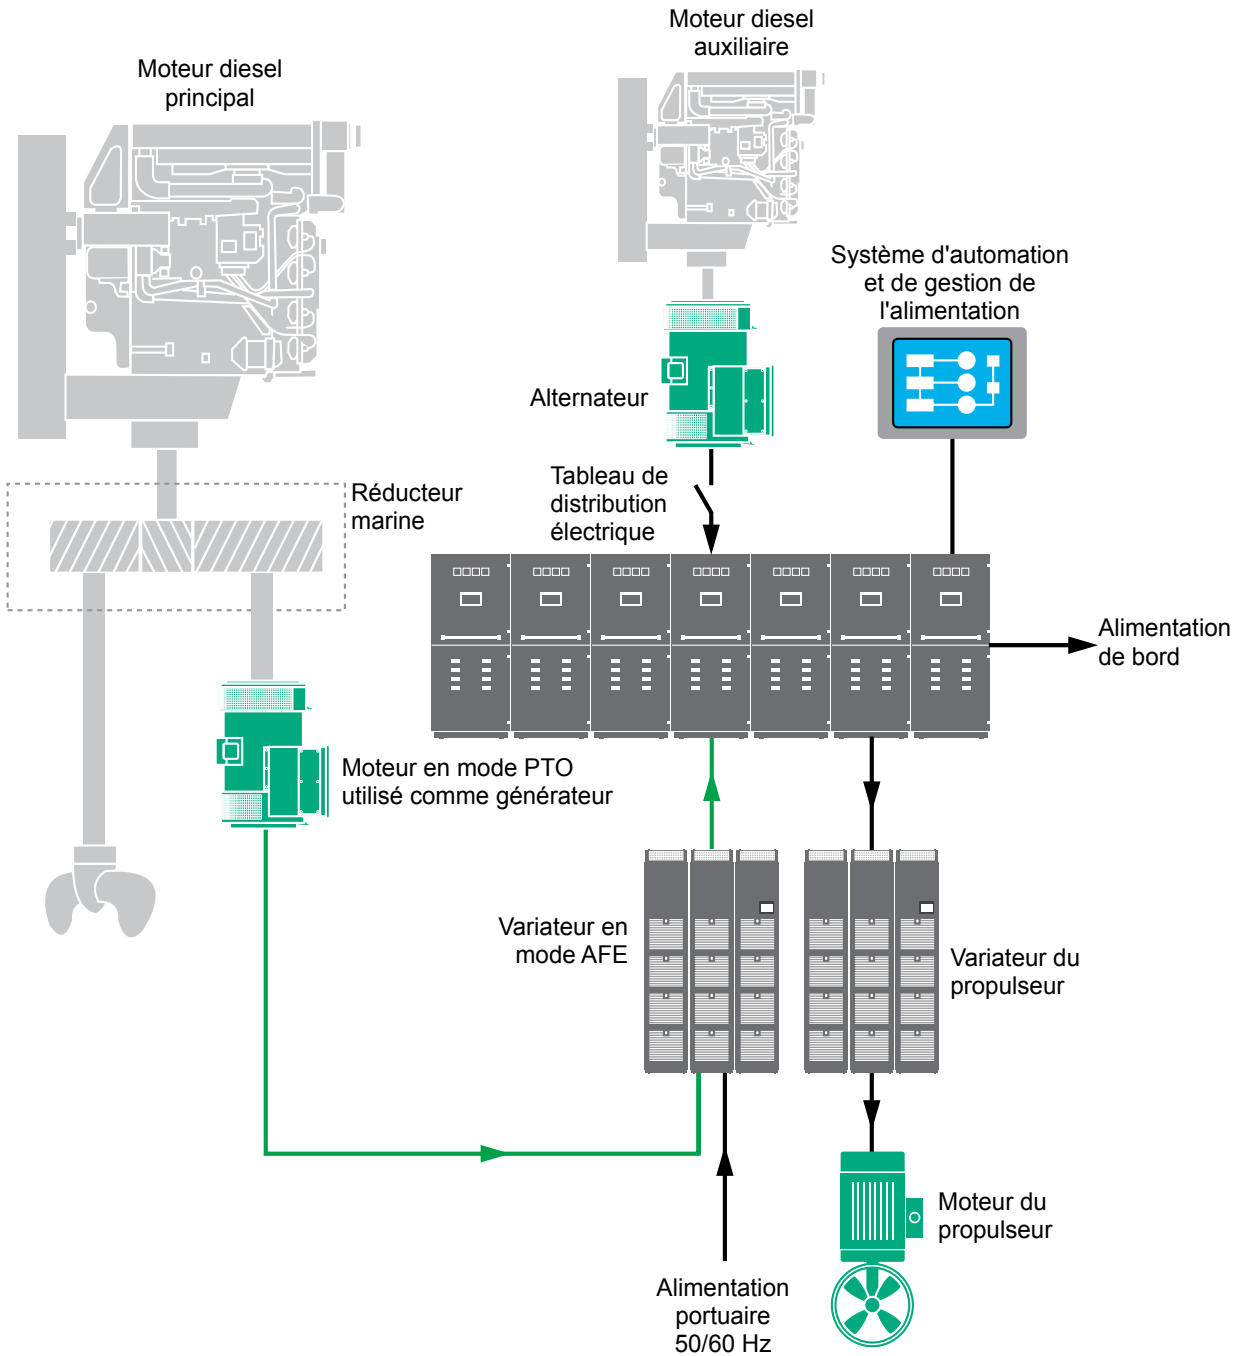 Moteur diesel
auxiliaire
Moteur diesel
principal
Système d'automation
et de gestion de
l'alimentation
Alternateur
Tableau de
distribution
électrique
Réducteur
marine
Alimentation
de bord
Moteur en mode PTO
utilisé comme générateur
Variateur en
mode AFE
Variateur du
propulseur
Moteur du
propulseur
Alimentation
portuaire
50/60 Hz